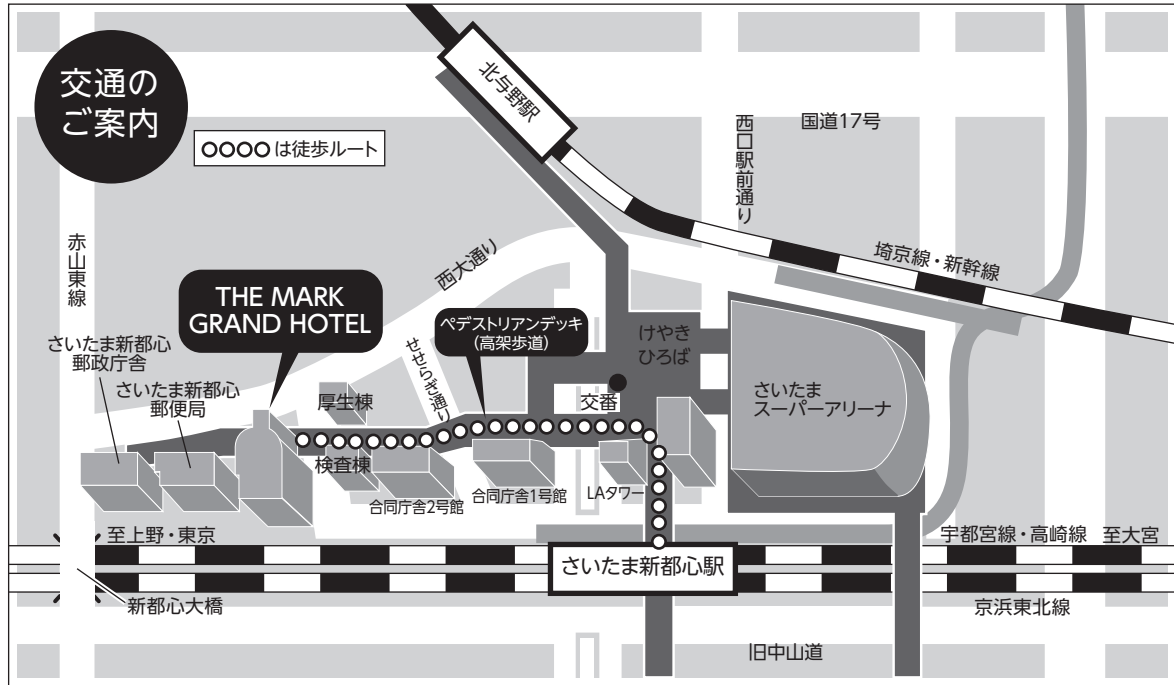 交通の
ご案内
○○○○は徒歩ルート
北与野駅
国道17号
西口駅前通り
赤山東線
西大通り
埼京線・新幹線
THE MARK
GRAND HOTEL
ペデストリアンデッキ
(高架歩道)
けやき
ひろば
せせらぎ通り
さいたま新都心
郵政庁舎
さいたま新都心
郵便局
厚生棟
交番
さいたま
スーパーアリーナ
検査棟
合同庁舎2号館
合同庁舎1号館
LAタワー
至上野・東京
さいたま新都心駅
宇都宮線・高崎線
至大宮
新都心大橋
京浜東北線
旧中山道